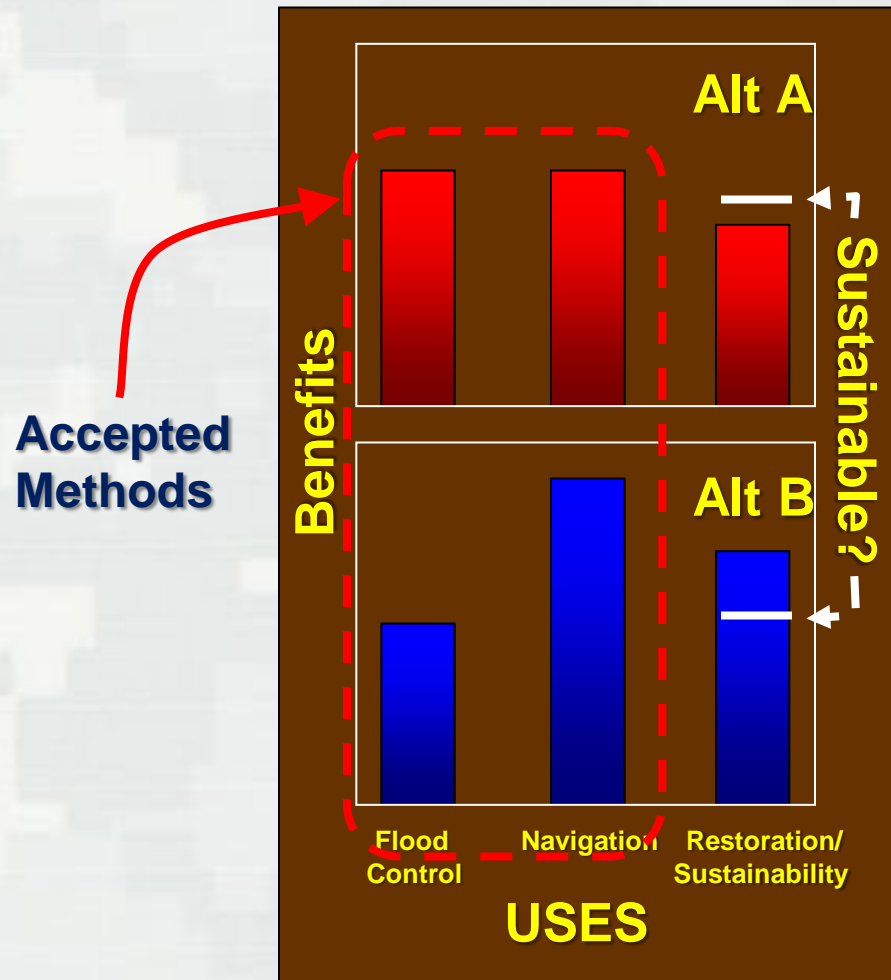 Alt A
Sustainable?
Benefits
Accepted
Methods
Alt B
Flood
Control
Navigation
Restoration/
Sustainability
USES